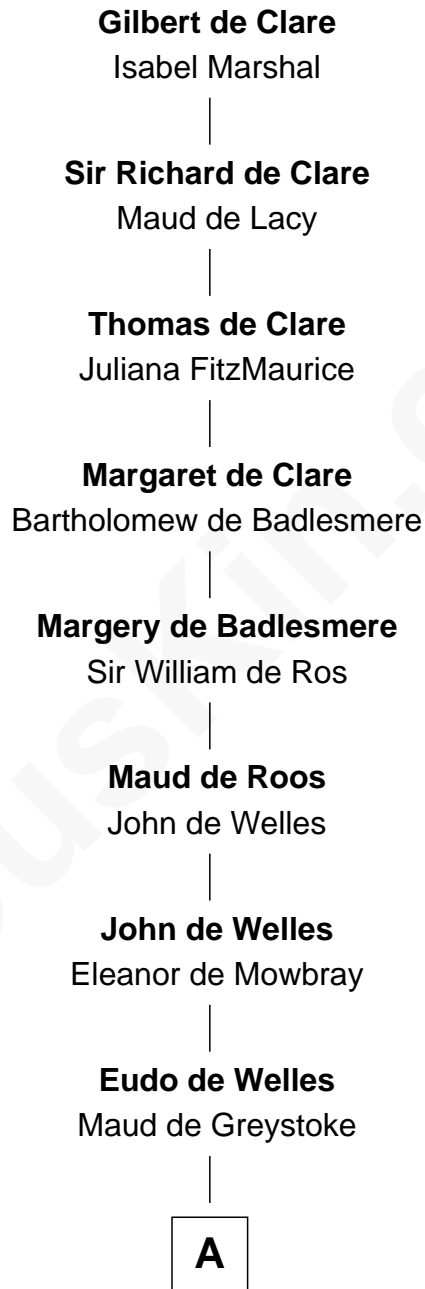 Gilbert de Clare
Isabel Marshal
Sir Richard de Clare
Maud de Lacy
Thomas de Clare
Juliana FitzMaurice
Margaret de Clare
Bartholomew de Badlesmere
Margery de Badlesmere
Sir William de Ros
Maud de Roos
John de Welles
John de Welles
Eleanor de Mowbray
Eudo de Welles
Maud de Greystoke
A